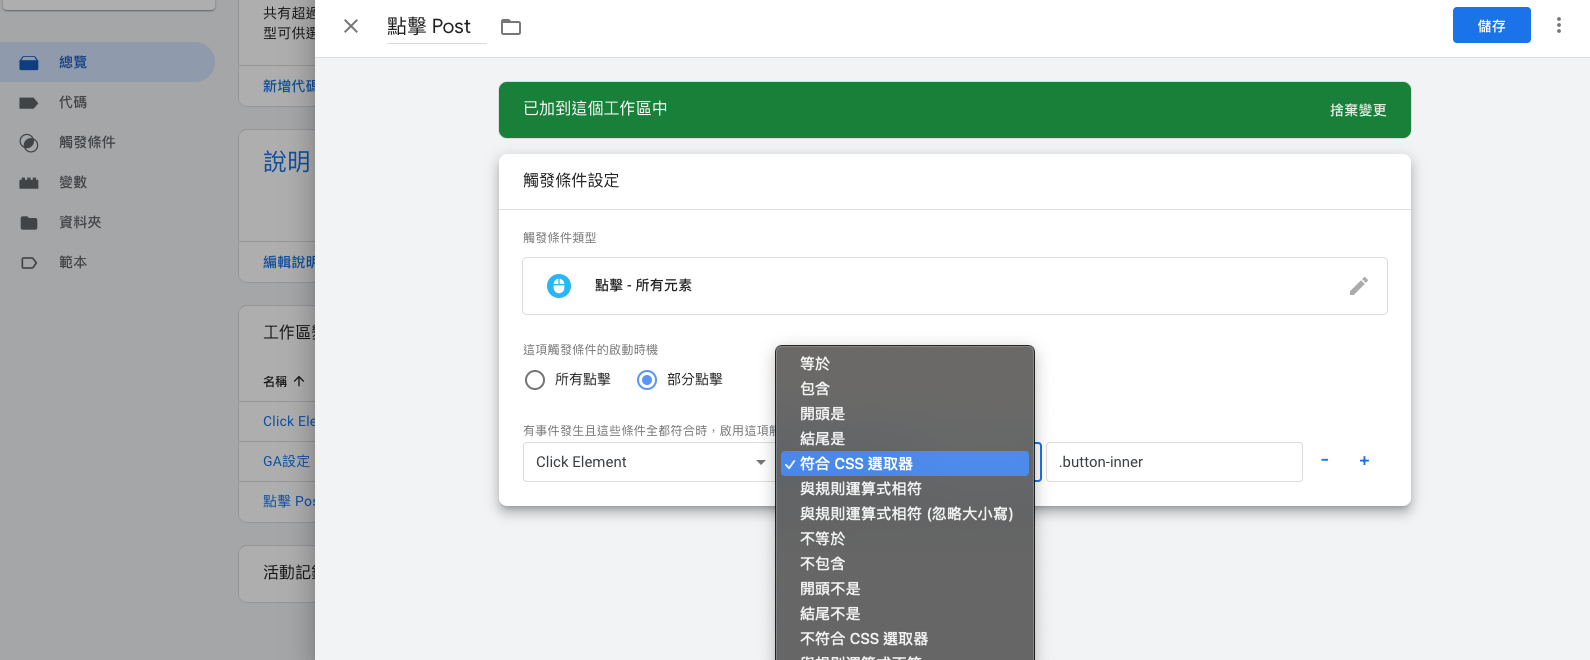 共有超過
型可供選
新增代碼
總覽
代碼
觸發條件
變數
資料夾
範本
說明
編輯說明
工作區
名稱
Click Ele
GA設定
點擊 Pos
活動記錄
點擊 Post
儲存
已加到這個工作區中
捨棄變更
觸發條件設定
觸發條件類型
點擊 - 所有元素
這項觸發條件的啟動時機
所有點擊
部分點擊
有事件發生且這些條件全都符合時，啟用這項觸
Click Element
.button-inner
等於
包含
開頭是
結尾是
✓ 符合 CSS 選取器
與規則運算式相符
與規則運算式相符 (忽略大小寫)
不等於
不包含
開頭不是
結尾不是
不符合 CSS 選取器